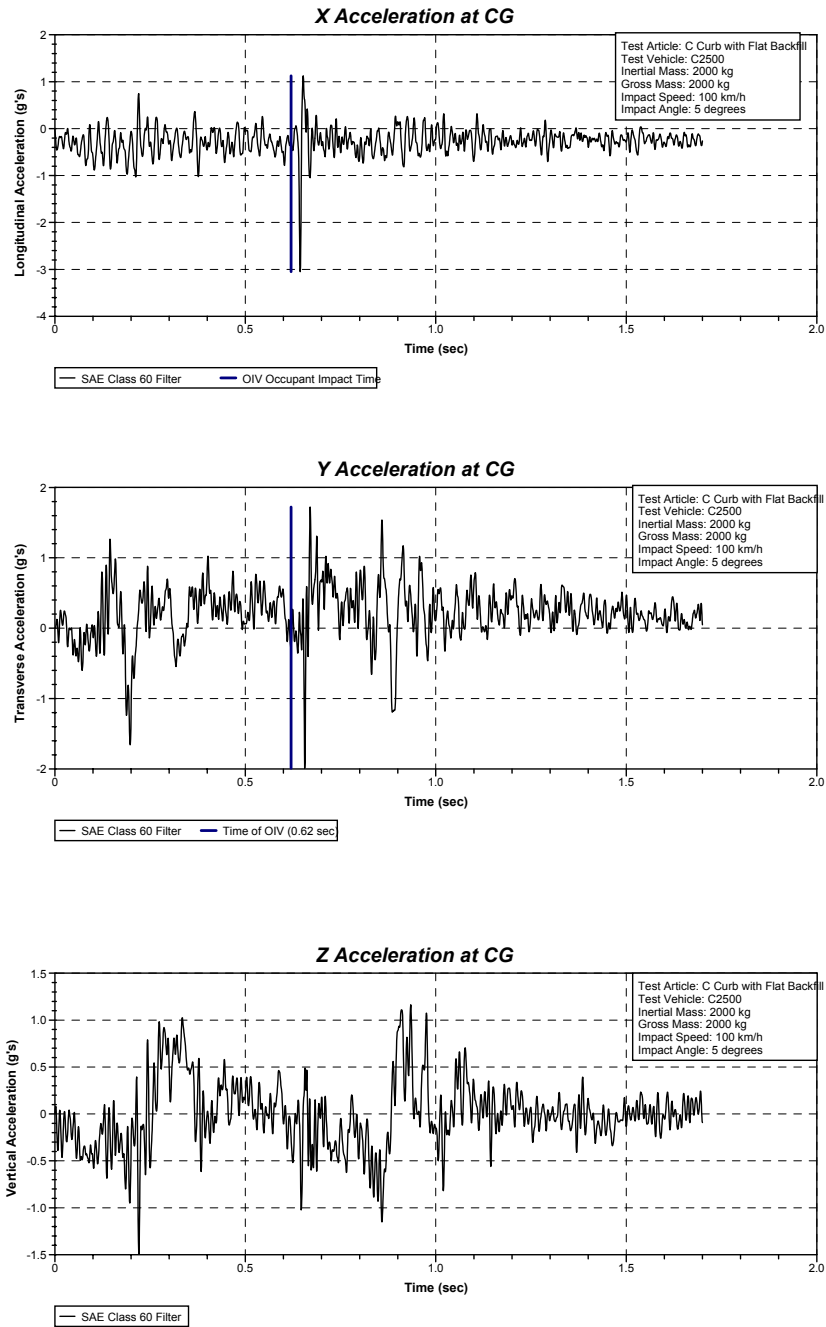 X Acceleration at CG
2
1
0
-1
-2
-3
-4
Longitudinal Acceleration (g's)
Test Article: C Curb with Flat Backfill
Test Vehicle: C2500
Inertial Mass: 2000 kg
Gross Mass: 2000 kg
Impact Speed: 100 km/h
Impact Angle: 5 degrees
0 0.5 1.0 1.5 2.0
Time (sec)
SAE Class 60 Filter OIV Occupant Impact Time
Y Acceleration at CG
2
1
0
-1
-2
Transverse Acceleration (g's)
Test Article: C Curb with Flat Backfill
Test Vehicle: C2500
Inertial Mass: 2000 kg
Gross Mass: 2000 kg
Impact Speed: 100 km/h
Impact Angle: 5 degrees
0 0.5 1.0 1.5 2.0
Time (sec)
SAE Class 60 Filter Time of OIV (0.62 sec)
Z Acceleration at CG
1.5
1.0
0.5
0
-0.5
-1.0
-1.5
Vertical Acceleration (g's)
Test Article: C Curb with Flat Backfill
Test Vehicle: C2500
Inertial Mass: 2000 kg
Gross Mass: 2000 kg
Impact Speed: 100 km/h
Impact Angle: 5 degrees
0 0.5 1.0 1.5 2.0
Time (sec)
SAE Class 60 Filter